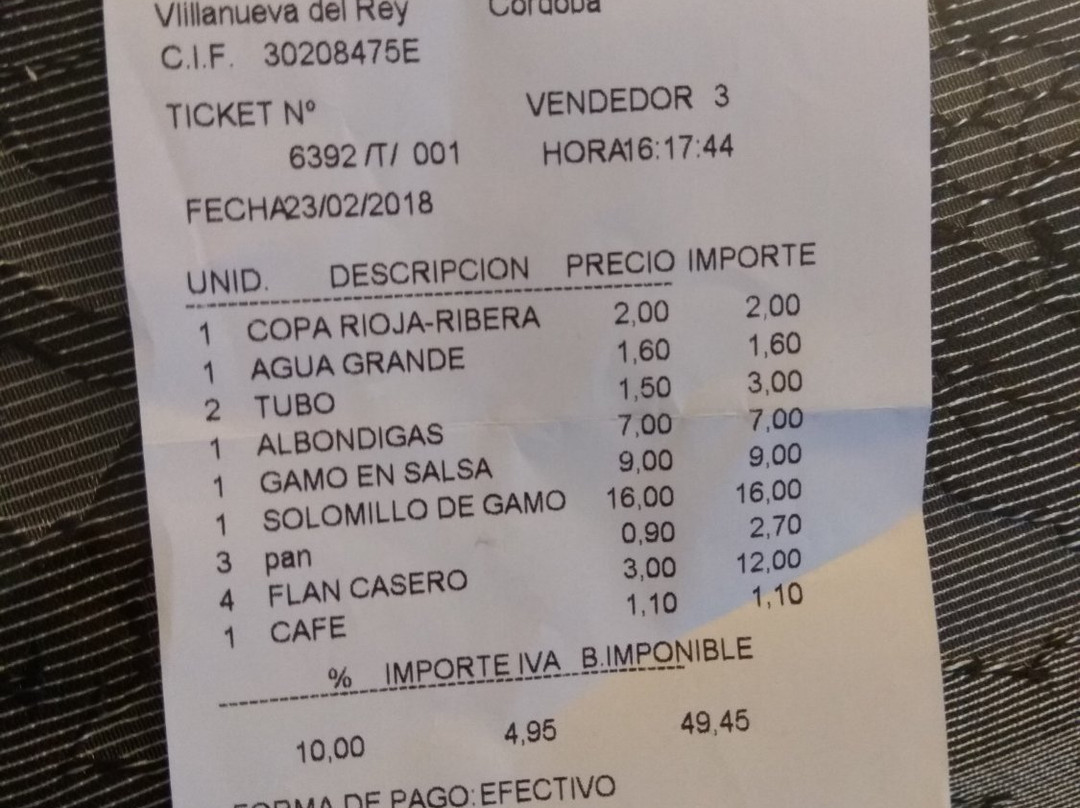 Vlillanueva del Rey Cordoba
C.I.F. 30208475E
TICKET Nº VENDEDOR 3
6392 /T/ 001 HORA16:17:44
FECHA23/02/2018
UNID. DESCRIPCION PRECIO IMPORTE
1 COPA RIOJA-RIBERA 2,00 2,00
1 AGUA GRANDE 1,60 1,60
2 TUBO 1,50 3,00
1 ALBONDIGAS 7,00 7,00
1 GAMO EN SALSA 9,00 9,00
1 SOLOMILLO DE GAMO 16,00 16,00
3 pan 0,90 2,70
4 FLAN CASERO 3,00 12,00
1 CAFE 1,10 1,10
% IMPORTE IVA B.IMPONIBLE
10,00 4,95 49,45
FORMA DE PAGO:EFECTIVO